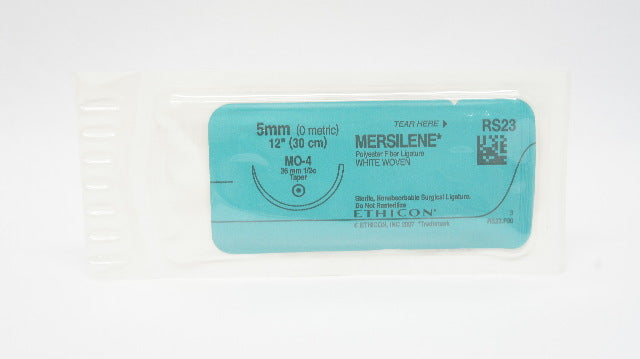 TEAR HERE
RS23
5mm (0 metric)
12" (30 cm)
MO-4
36 mm 1/2c
Taper
MERSILENE*
Polyester Fiber Ligature
WHITE WOVEN
Sterile, Nonabsorbable Surgical Ligature.
Do Not Resterilize
ETHICON
© ETHICON, INC 2007 *Trademark
3